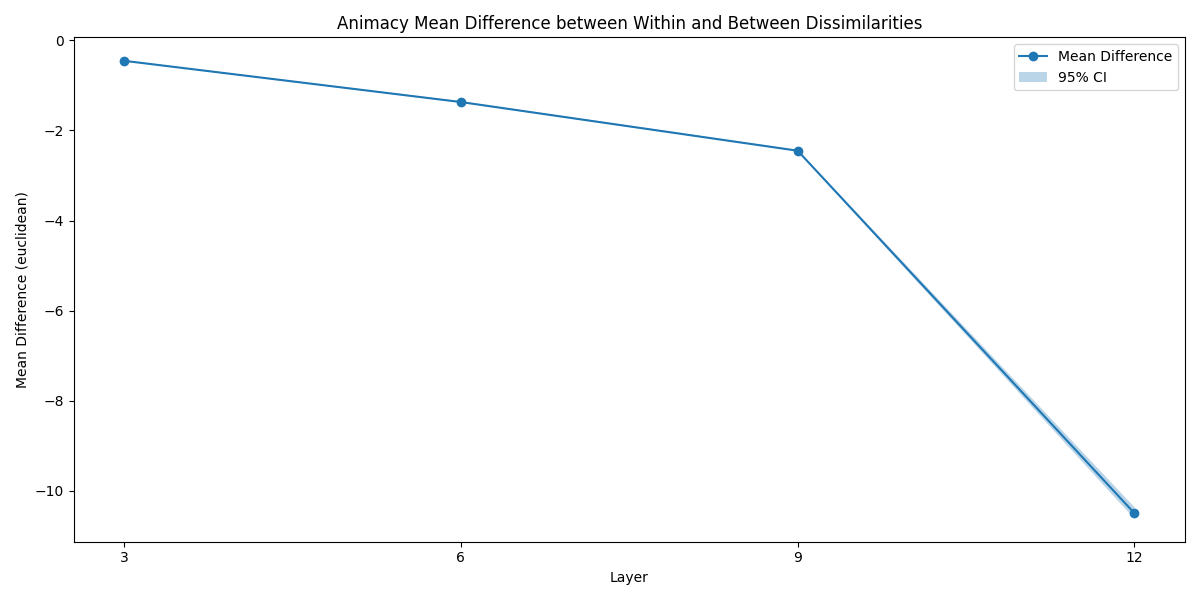 Animacy Mean Difference between Within and Between Dissimilarities
Mean Difference
95% CI
Mean Difference (euclidean)
0
−2
−4
−6
−8
−10
3
6
9
12
Layer